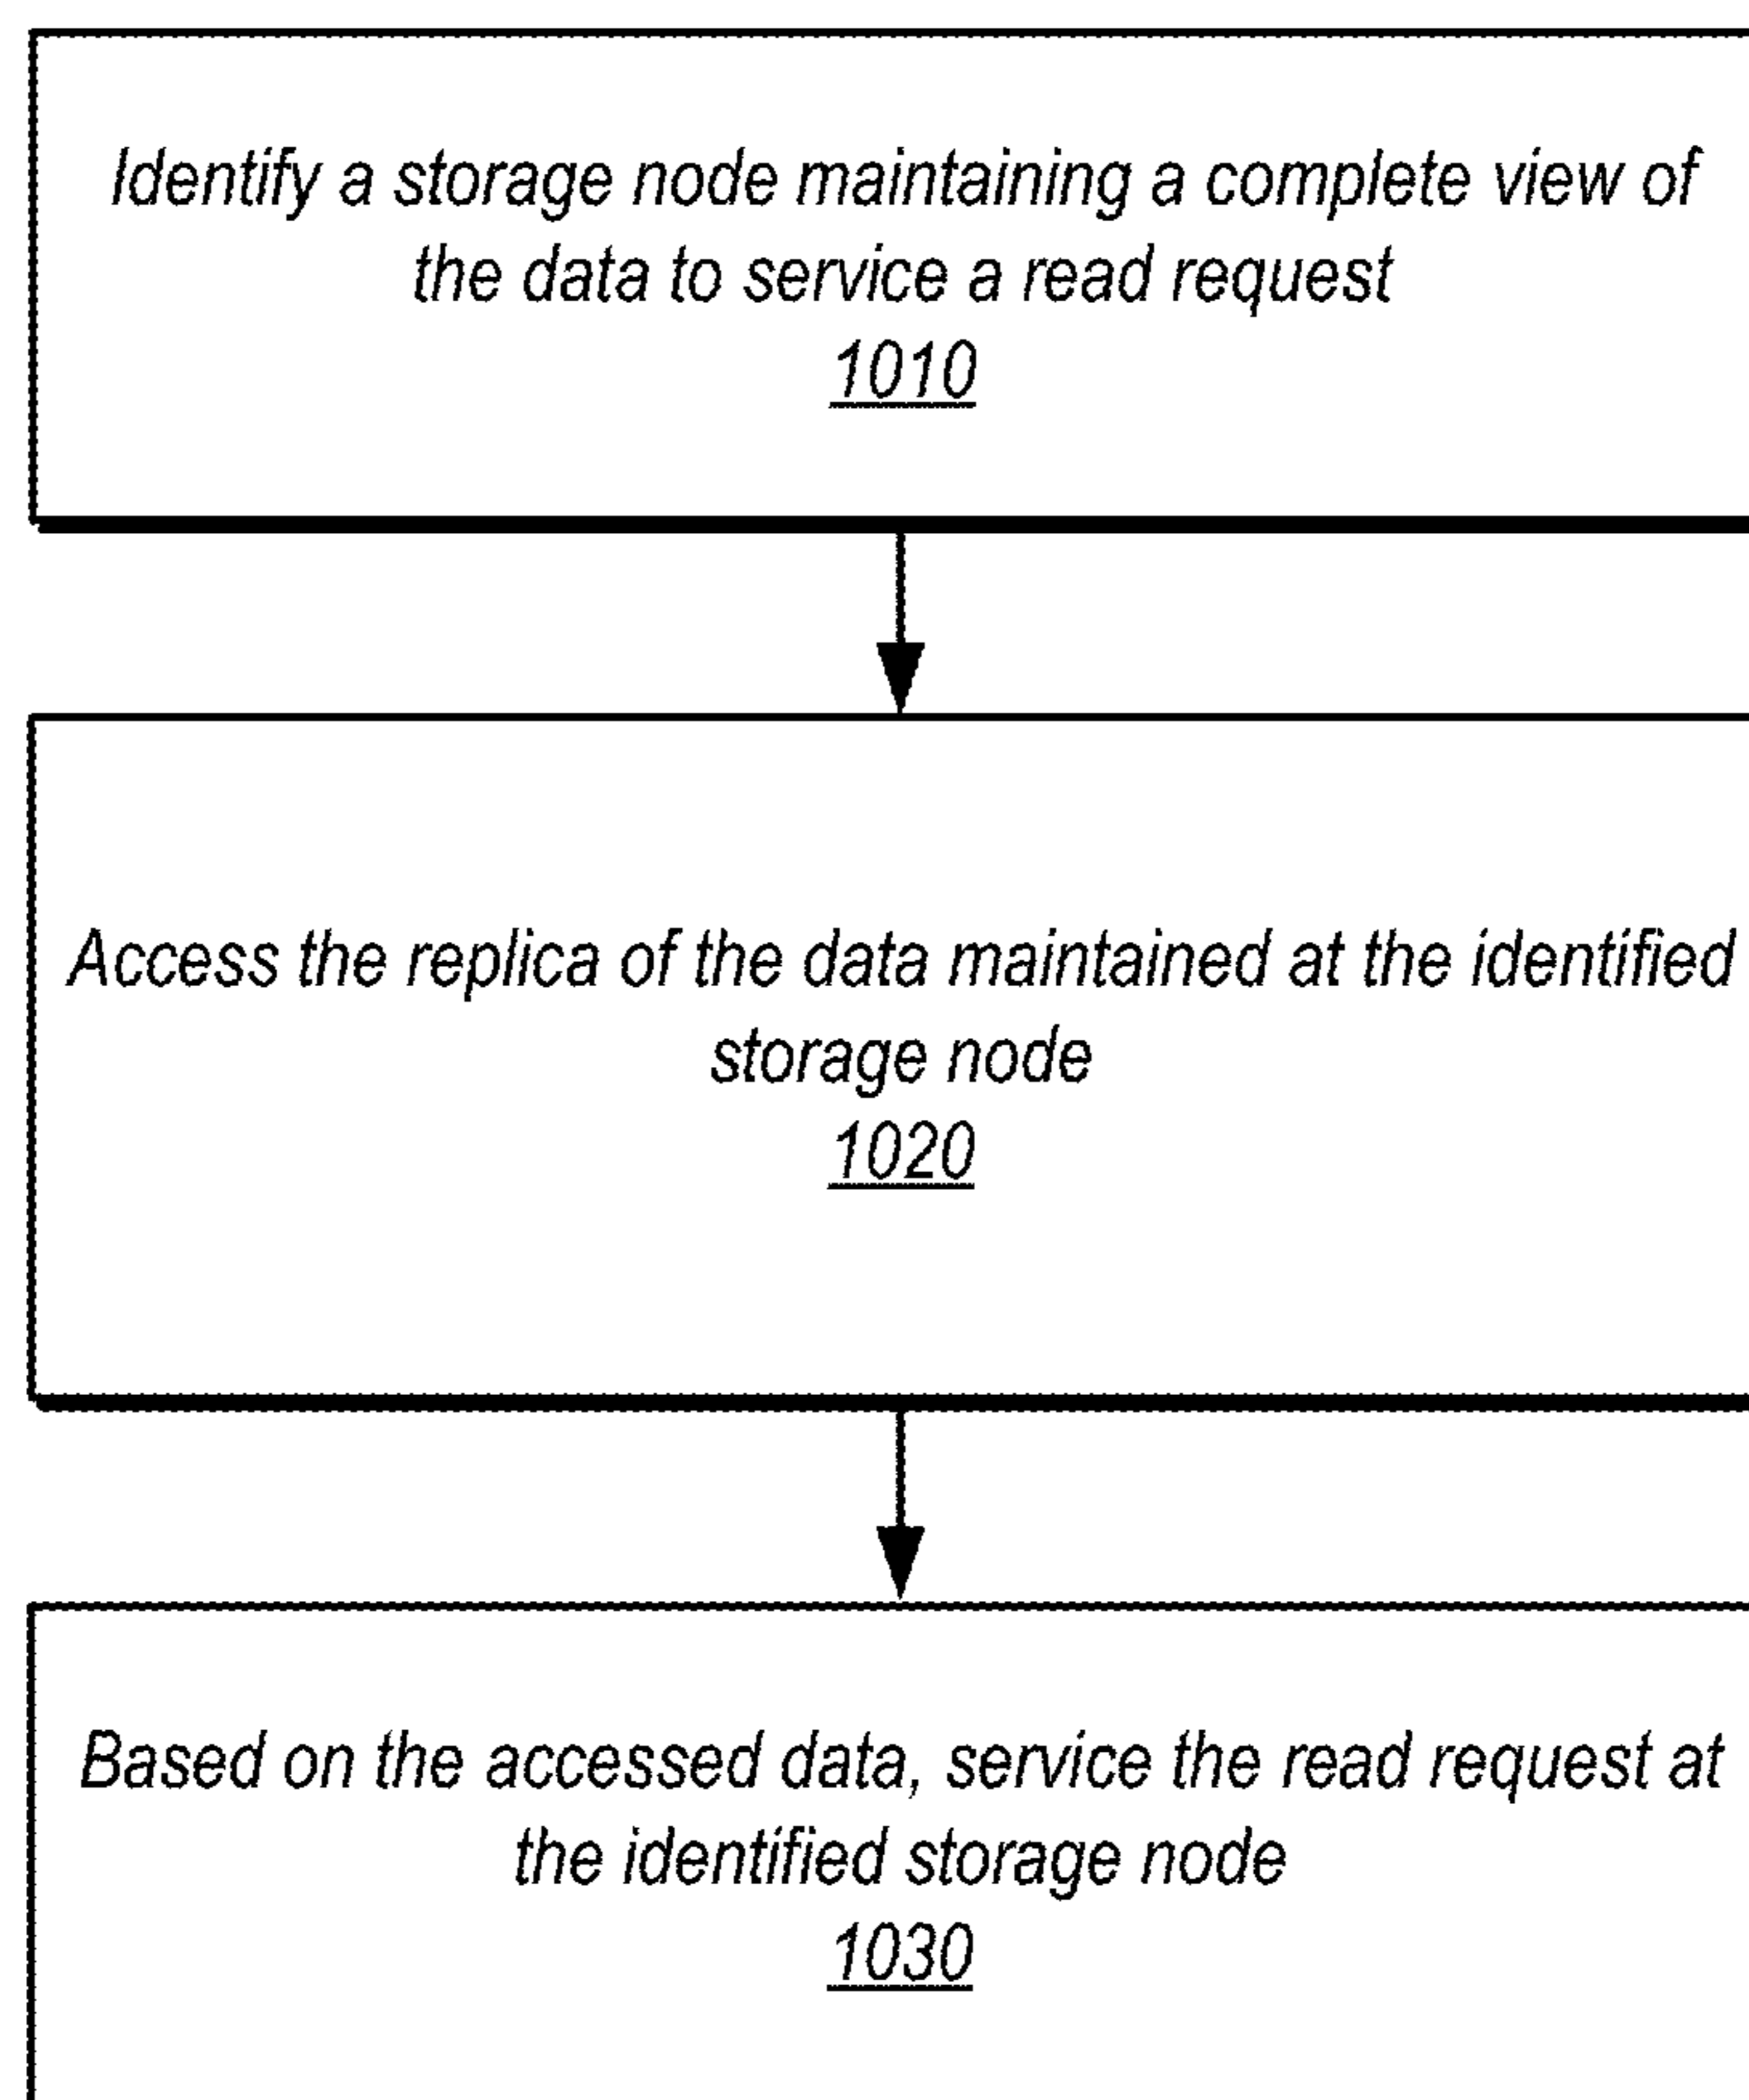 Identify a storage node maintaining a complete view of
the data to service a read request
1010
Access the replica of the data maintained at the identified
storage node
1020
Based on the accessed data, service the read request at
the identified storage node
1030